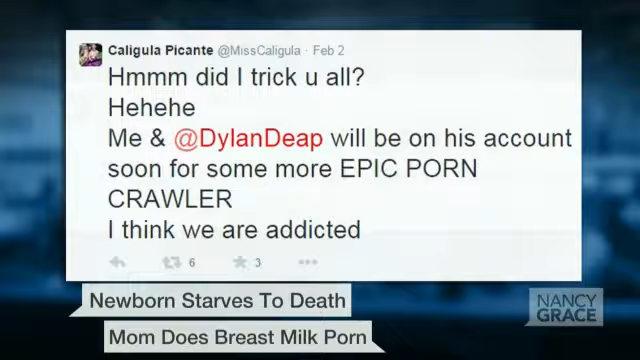 Caligula Picante @MissCaligula · Feb 2
Hmmm did I trick u all?
Hehehe
Me & @DylanDeap will be on his account
soon for some more EPIC PORN
CRAWLER
I think we are addicted
6 3
Newborn Starves To Death
NANCY
GRACE
Mom Does Breast Milk Porn